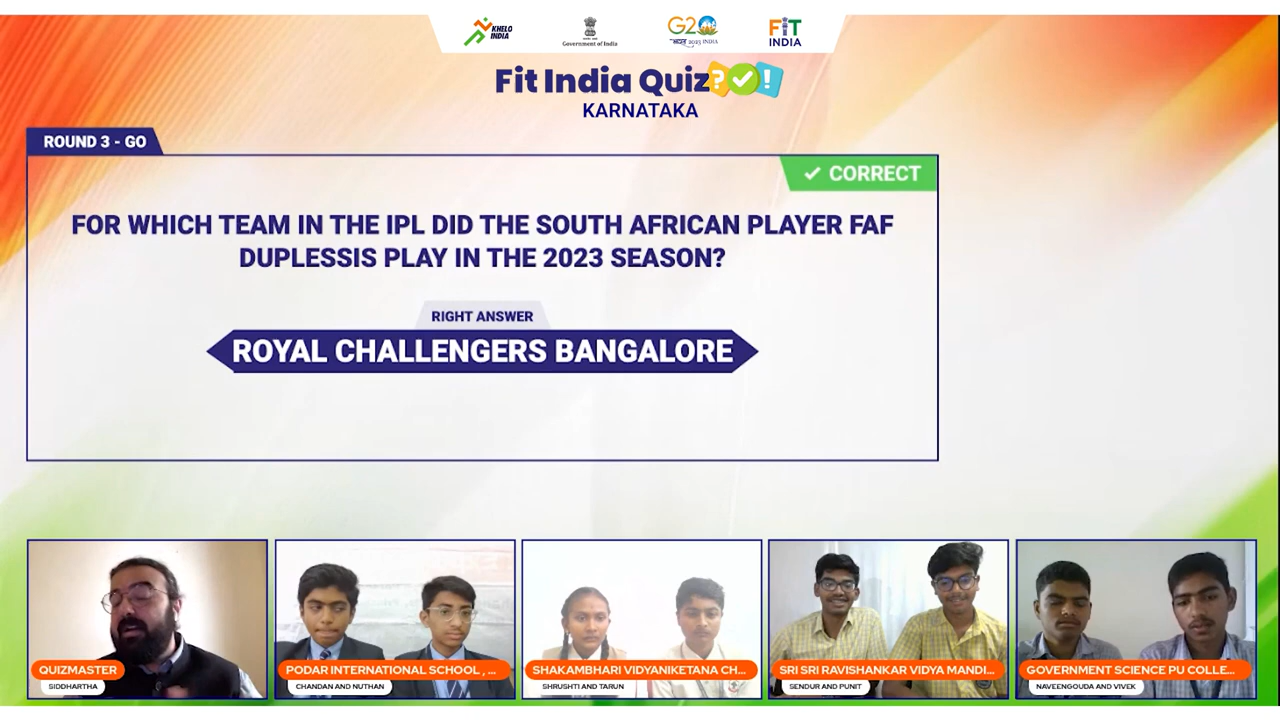 KHELO
INDIA
Government of India
G20
2023 INDIA
FIT
INDIA
Fit India Quiz?!
KARNATAKA
ROUND 3 - GO
CORRECT
FOR WHICH TEAM IN THE IPL DID THE SOUTH AFRICAN PLAYER FAF
DUPLESSIS PLAY IN THE 2023 SEASON?
RIGHT ANSWER
ROYAL CHALLENGERS BANGALORE
QUIZMASTER
SIDDHARTHA
PODAR INTERNATIONAL SCHOOL , ...
CHANDAN AND NUTHAN
SHAKAMBHARI VIDYANIKETANA CH...
SHRUSHTI AND TARUN
SRI SRI RAVISHANKAR VIDYA MANDI...
SENDUR AND PUNIT
GOVERNMENT SCIENCE PU COLLE...
NAVEENGOUDA AND VIVEK